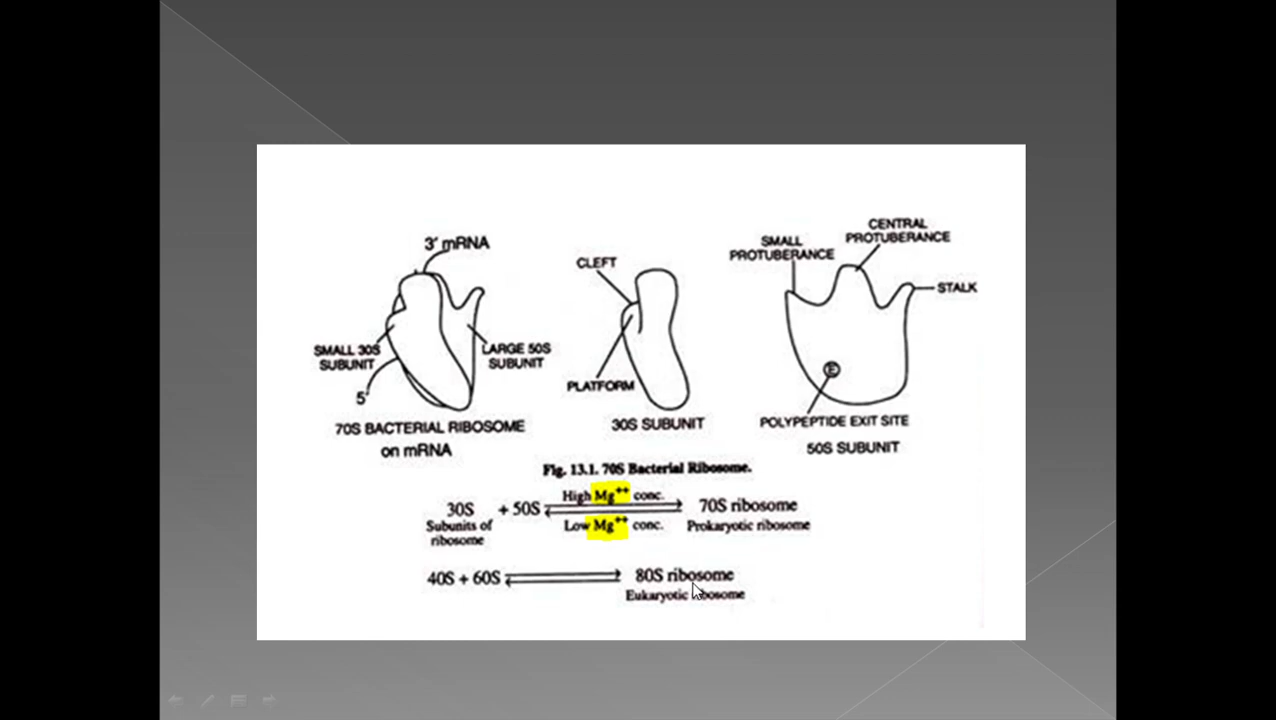 3' mRNA
SMALL 30S
SUBUNIT
LARGE 50S
SUBUNIT
5'
70S BACTERIAL RIBOSOME
on mRNA
CLEFT
PLATFORM
30S SUBUNIT
CENTRAL
PROTUBERANCE
SMALL
PROTUBERANCE
STALK
E
POLYPEPTIDE EXIT SITE
50S SUBUNIT
Fig. 13.1. 70S Bacterial Ribosome.
High Mg++ conc.
30S + 50S 70S ribosome
Subunits of
ribosome
Low Mg++ conc.
Prokaryotic ribosome
40S + 60S 80S ribosome
Eukaryotic ribosome